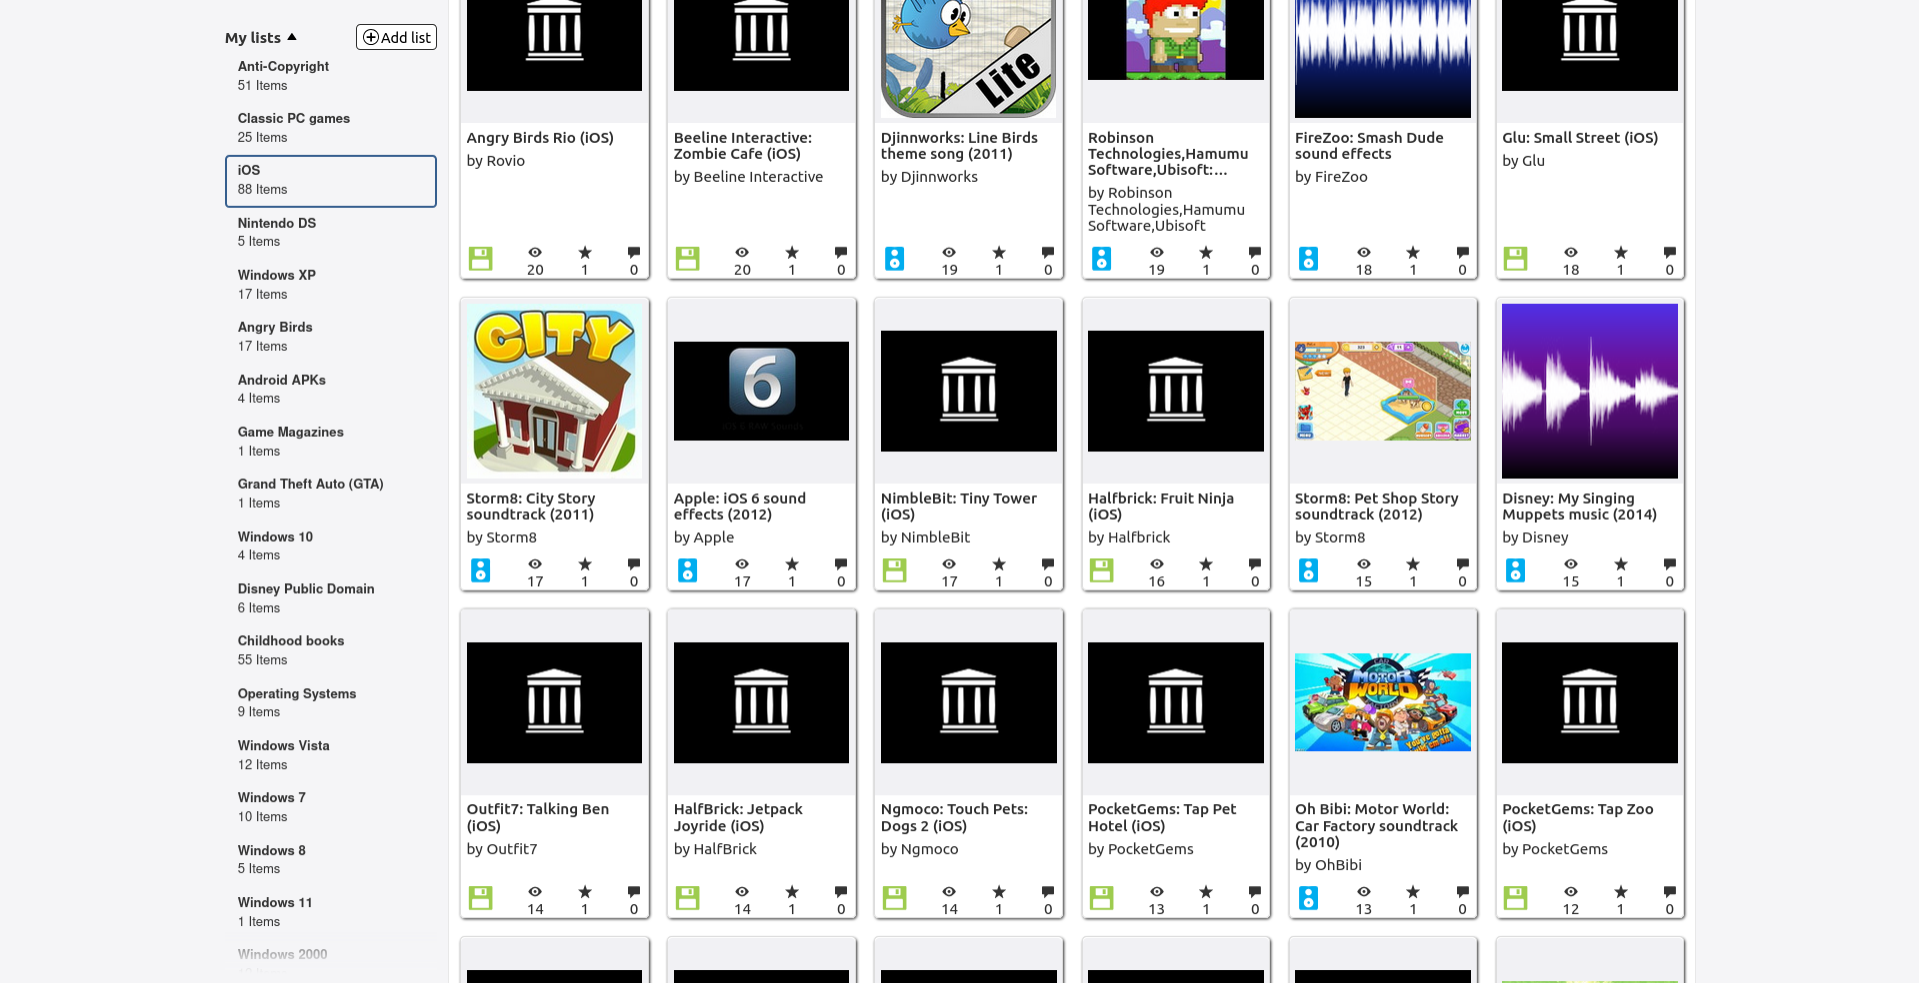 My lists
Add list
Anti-Copyright
51 Items
Classic PC games
25 Items
iOS
88 Items
Nintendo DS
5 Items
Windows XP
17 Items
Angry Birds
17 Items
Android APKs
4 Items
Game Magazines
1 Items
Grand Theft Auto (GTA)
1 Items
Windows 10
4 Items
Disney Public Domain
6 Items
Childhood books
55 Items
Operating Systems
9 Items
Windows Vista
12 Items
Windows 7
10 Items
Windows 8
5 Items
Windows 11
1 Items
Windows 2000
Angry Birds Rio (iOS)
by Rovio
20 1 0
Beeline Interactive:
Zombie Cafe (iOS)
by Beeline Interactive
20 1 0
Lite
Djinnworks: Line Birds
theme song (2011)
by Djinnworks
19 1 0
Robinson
Technologies,Hamumu
Software,Ubisoft:...
by Robinson
Technologies,Hamumu
Software,Ubisoft
19 1 0
FireZoo: Smash Dude
sound effects
by FireZoo
18 1 0
Glu: Small Street (iOS)
by Glu
18 1 0
CITY
Storm8: City Story
soundtrack (2011)
by Storm8
17 1 0
6
iOS 6 RAW Sounds
Apple: iOS 6 sound
effects (2012)
by Apple
17 1 0
NimbleBit: Tiny Tower
(iOS)
by NimbleBit
17 1 0
Halfbrick: Fruit Ninja
(iOS)
by Halfbrick
16 1 0
Storm8: Pet Shop Story
soundtrack (2012)
by Storm8
15 1 0
Disney: My Singing
Muppets music (2014)
by Disney
15 1 0
Outfit7: Talking Ben
(iOS)
by Outfit7
14 1 0
HalfBrick: Jetpack
Joyride (iOS)
by HalfBrick
14 1 0
Ngmoco: Touch Pets:
Dogs 2 (iOS)
by Ngmoco
14 1 0
PocketGems: Tap Pet
Hotel (iOS)
by PocketGems
13 1 0
CAR
MOTOR
WORLD
FACTORY
You've gotta
build 'em all!
Oh Bibi: Motor World:
Car Factory soundtrack
(2010)
by OhBibi
13 1 0
PocketGems: Tap Zoo
(iOS)
by PocketGems
12 1 0